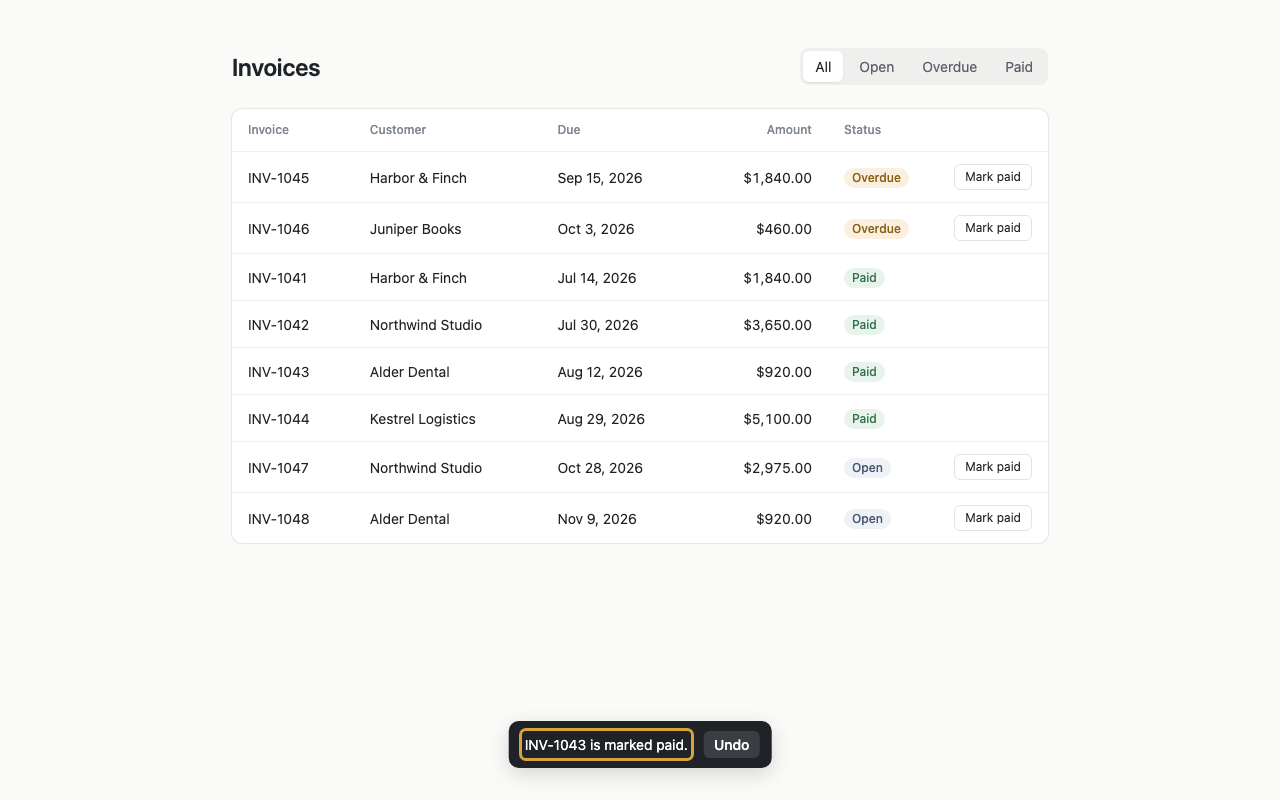 Invoices
All Open Overdue Paid
Invoice Customer Due Amount Status
INV-1045 Harbor & Finch Sep 15, 2026 $1,840.00 Overdue Mark paid
INV-1046 Juniper Books Oct 3, 2026 $460.00 Overdue Mark paid
INV-1041 Harbor & Finch Jul 14, 2026 $1,840.00 Paid
INV-1042 Northwind Studio Jul 30, 2026 $3,650.00 Paid
INV-1043 Alder Dental Aug 12, 2026 $920.00 Paid
INV-1044 Kestrel Logistics Aug 29, 2026 $5,100.00 Paid
INV-1047 Northwind Studio Oct 28, 2026 $2,975.00 Open Mark paid
INV-1048 Alder Dental Nov 9, 2026 $920.00 Open Mark paid
INV-1043 is marked paid. Undo